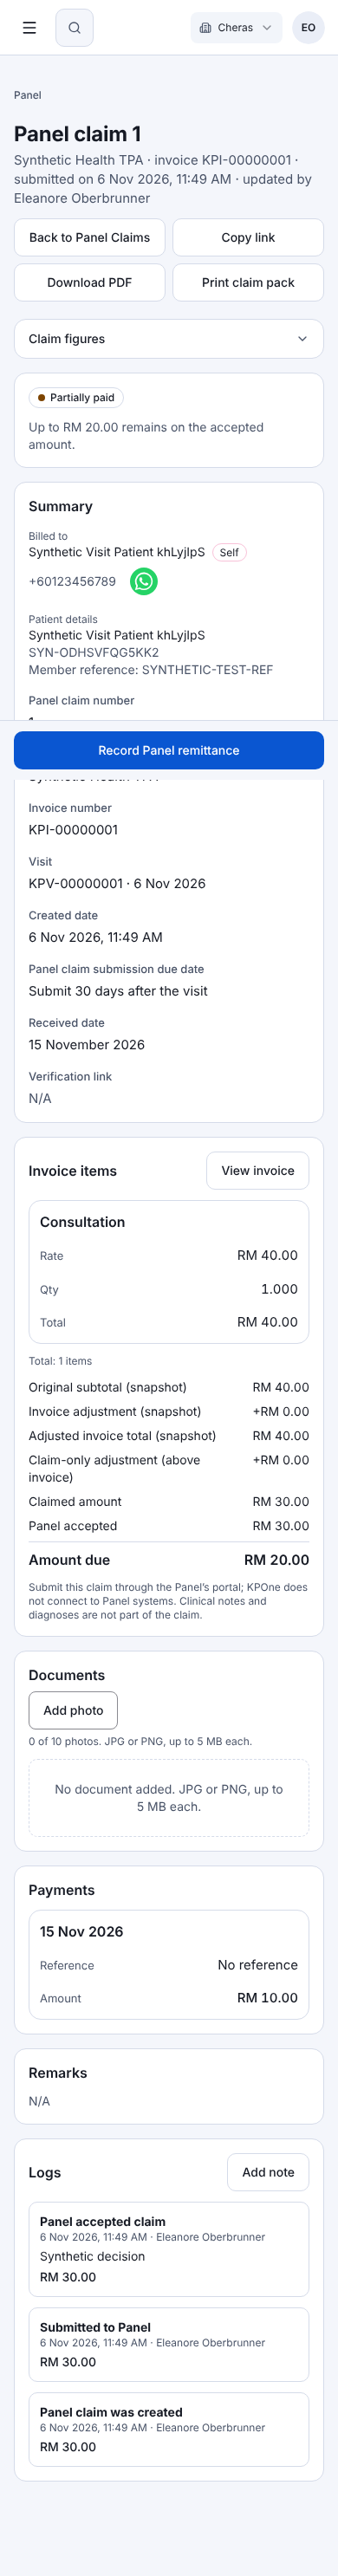 Cheras
EO
Panel
Panel claim 1
Synthetic Health TPA · invoice KPI-00000001 ·
submitted on 6 Nov 2026, 11:49 AM · updated by
Eleanore Oberbrunner
Back to Panel Claims
Copy link
Download PDF
Print claim pack
Claim figures
Partially paid
Up to RM 20.00 remains on the accepted
amount.
Summary
Billed to
Synthetic Visit Patient khLyjlpS Self
+60123456789
Patient details
Synthetic Visit Patient khLyjlpS
SYN-ODHSVFQG5KK2
Member reference: SYNTHETIC-TEST-REF
Panel claim number
Record Panel remittance
Invoice number
KPI-00000001
Visit
KPV-00000001 · 6 Nov 2026
Created date
6 Nov 2026, 11:49 AM
Panel claim submission due date
Submit 30 days after the visit
Received date
15 November 2026
Verification link
N/A
Invoice items
View invoice
Consultation
Rate RM 40.00
Qty 1.000
Total RM 40.00
Total: 1 items
Original subtotal (snapshot) RM 40.00
Invoice adjustment (snapshot) +RM 0.00
Adjusted invoice total (snapshot) RM 40.00
Claim-only adjustment (above +RM 0.00
invoice)
Claimed amount RM 30.00
Panel accepted RM 30.00
Amount due RM 20.00
Submit this claim through the Panel's portal; KPOne does
not connect to Panel systems. Clinical notes and
diagnoses are not part of the claim.
Documents
Add photo
0 of 10 photos. JPG or PNG, up to 5 MB each.
No document added. JPG or PNG, up to
5 MB each.
Payments
15 Nov 2026
Reference No reference
Amount RM 10.00
Remarks
N/A
Logs
Add note
Panel accepted claim
6 Nov 2026, 11:49 AM · Eleanore Oberbrunner
Synthetic decision
RM 30.00
Submitted to Panel
6 Nov 2026, 11:49 AM · Eleanore Oberbrunner
RM 30.00
Panel claim was created
6 Nov 2026, 11:49 AM · Eleanore Oberbrunner
RM 30.00